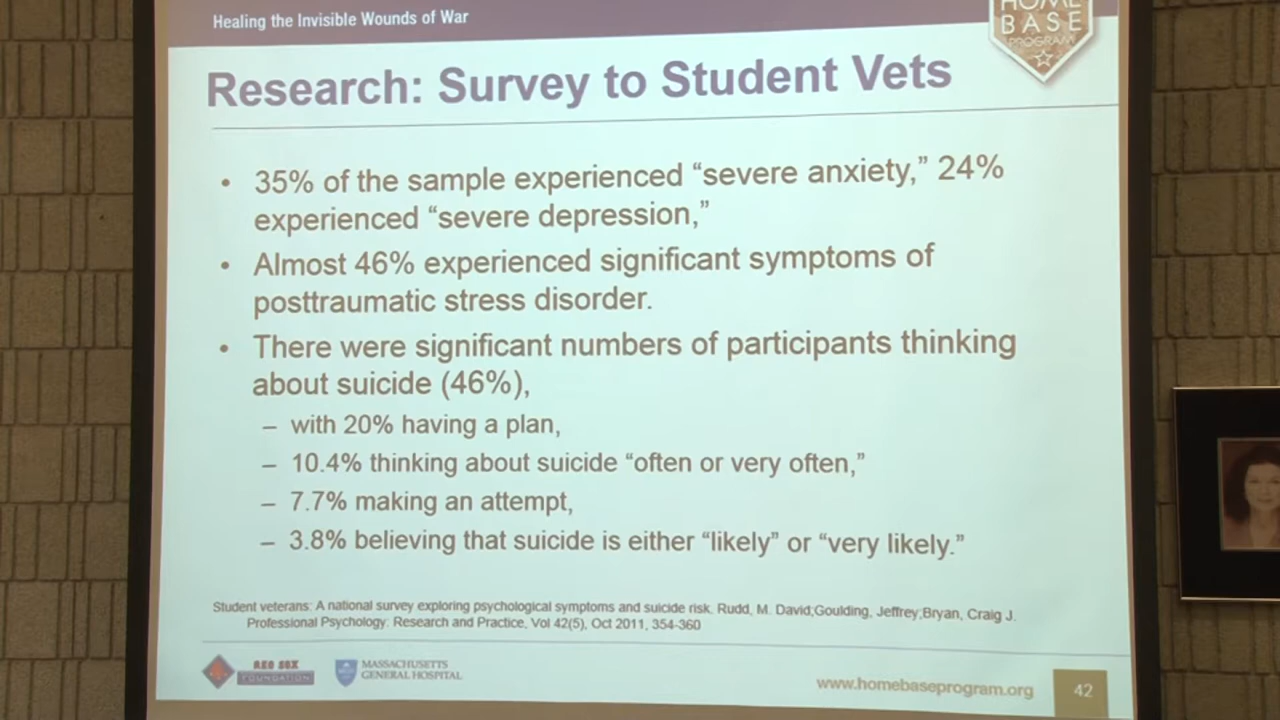 Healing the Invisible Wounds of War
HOME
BASE
PROGRAM
Research: Survey to Student Vets
• 35% of the sample experienced “severe anxiety,” 24%
experienced “severe depression,”
• Almost 46% experienced significant symptoms of
posttraumatic stress disorder.
• There were significant numbers of participants thinking
about suicide (46%),
– with 20% having a plan,
– 10.4% thinking about suicide “often or very often,”
– 7.7% making an attempt,
– 3.8% believing that suicide is either “likely” or “very likely.”
Student veterans: A national survey exploring psychological symptoms and suicide risk. Rudd, M. David;Goulding, Jeffrey;Bryan, Craig J.
Professional Psychology: Research and Practice, Vol 42(5), Oct 2011, 354-360
RED SOX
FOUNDATION
MASSACHUSETTS
GENERAL HOSPITAL
www.homebaseprogram.org
42